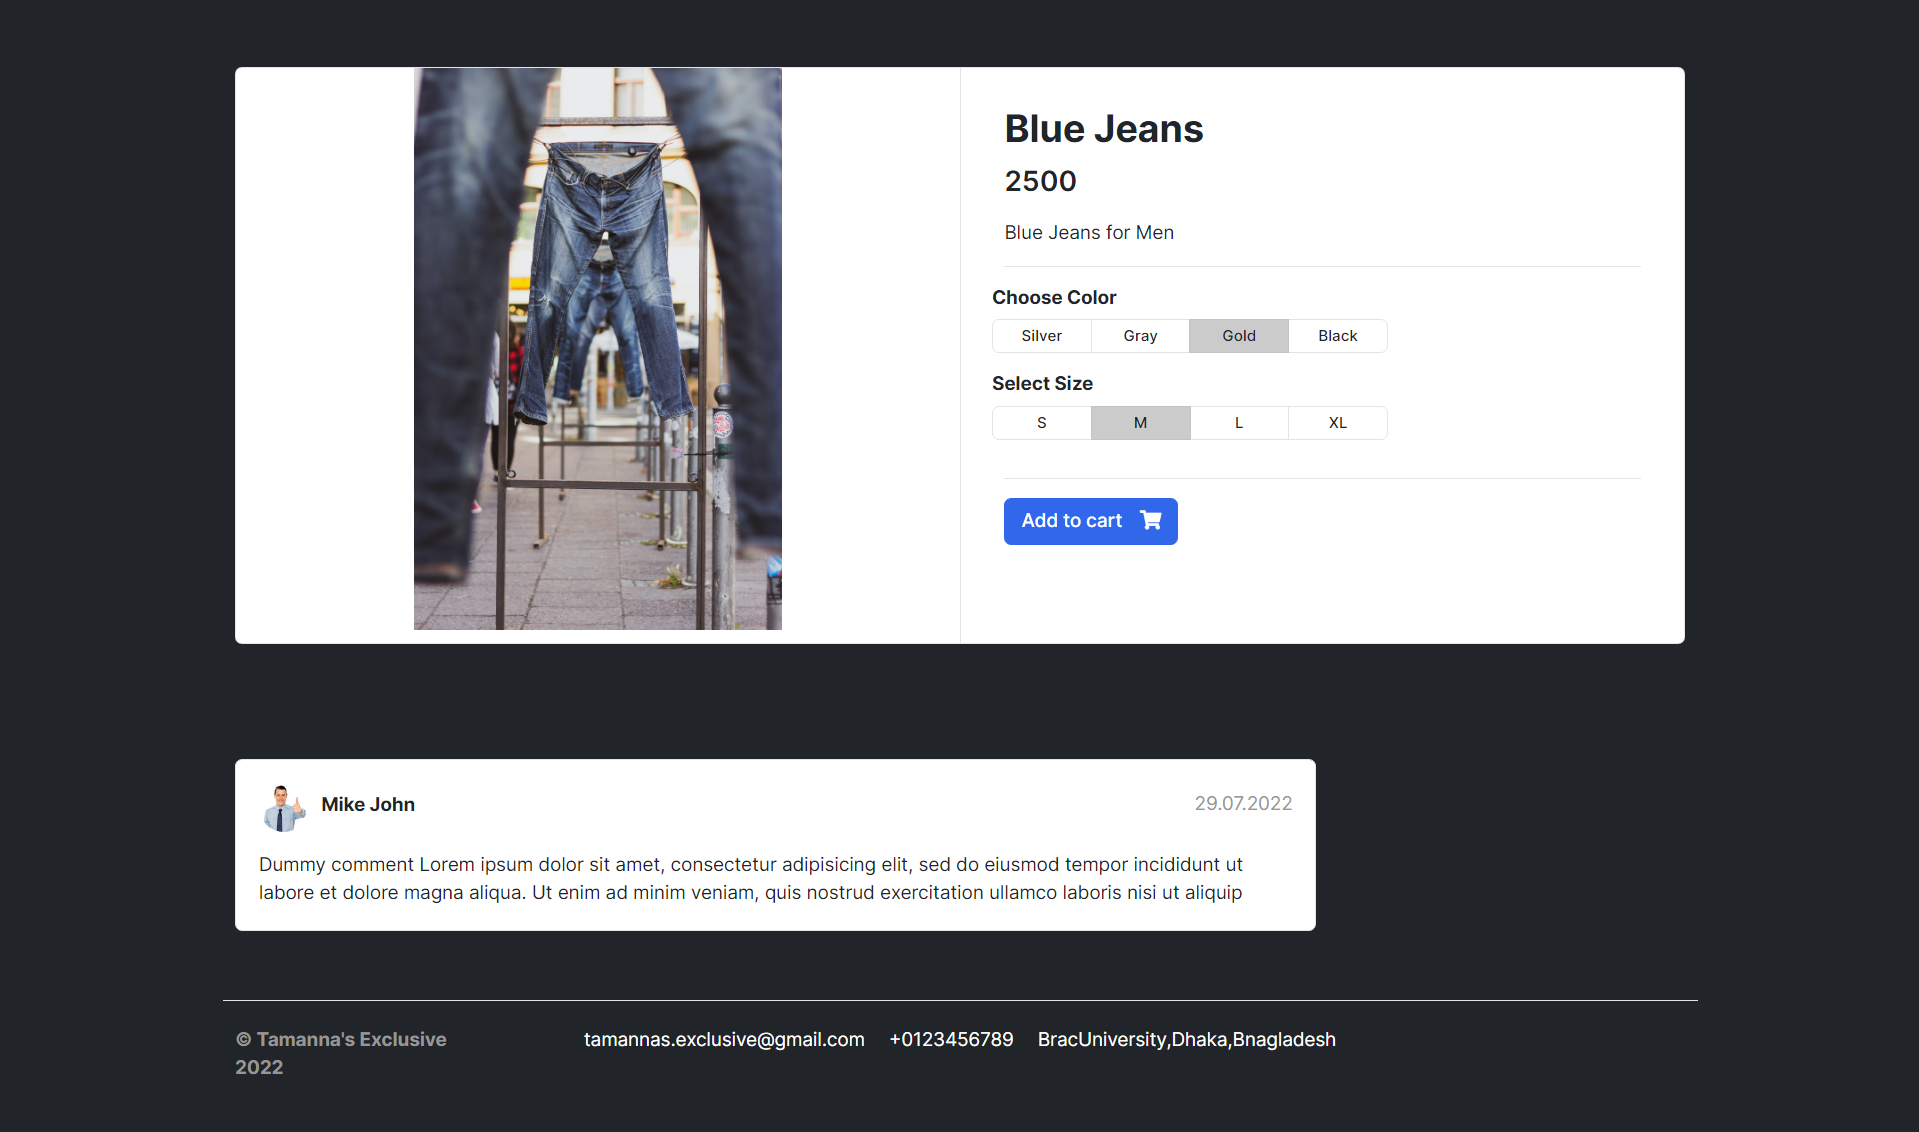 Blue Jeans
2500
Blue Jeans for Men
Choose Color
Silver Gray Gold Black
Select Size
S M L XL
Add to cart
Mike John 29.07.2022
Dummy comment Lorem ipsum dolor sit amet, consectetur adipisicing elit, sed do eiusmod tempor incididunt ut
labore et dolore magna aliqua. Ut enim ad minim veniam, quis nostrud exercitation ullamco laboris nisi ut aliquip
© Tamanna's Exclusive tamannas.exclusive@gmail.com +0123456789 BracUniversity,Dhaka,Bnagladesh
2022